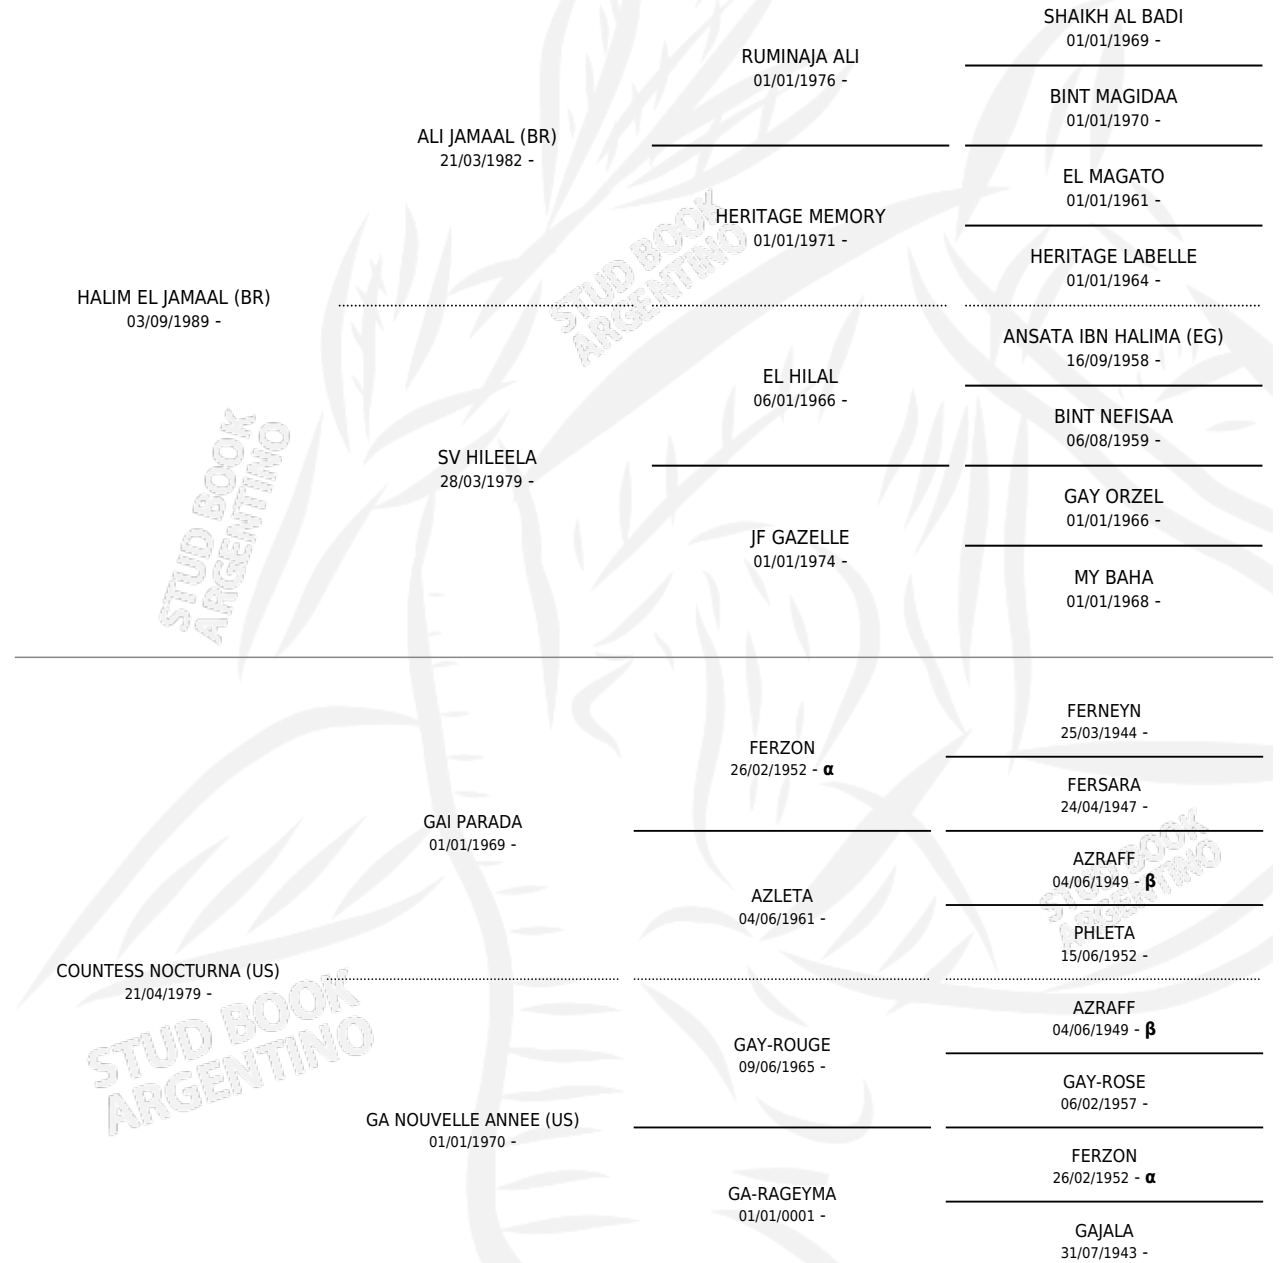 SHAIKH AL BADI
01/01/1969 -
RUMINAJA ALI
01/01/1976 -
BINT MAGIDAA
01/01/1970 -
ALI JAMAAL (BR)
21/03/1982 -
EL MAGATO
01/01/1961 -
HERITAGE MEMORY
01/01/1971 -
HERITAGE LABELLE
01/01/1964 -
HALIM EL JAMAAL (BR)
03/09/1989 -
ANSATA IBN HALIMA (EG)
16/09/1958 -
EL HILAL
06/01/1966 -
BINT NEFISAA
06/08/1959 -
SV HILEELA
28/03/1979 -
GAY ORZEL
01/01/1966 -
JF GAZELLE
01/01/1974 -
MY BAHA
01/01/1968 -
FERNEYN
25/03/1944 -
FERZON
26/02/1952 - α
FERSARA
24/04/1947 -
GAI PARADA
01/01/1969 -
AZRAFF
04/06/1949 - β
AZLETA
04/06/1961 -
PHLETA
15/06/1952 -
COUNTESS NOCTURNA (US)
21/04/1979 -
AZRAFF
04/06/1949 - β
GAY-ROUGE
09/06/1965 -
GAY-ROSE
06/02/1957 -
GA NOUVELLE ANNEE (US)
01/01/1970 -
FERZON
26/02/1952 - α
GA-RAGEYMA
01/01/0001 -
GAJALA
31/07/1943 -
STUD BOOK
ARGENTINO
STUD BOOK
ARGENTINO
STUD BOOK
ARGENTINO
STUD BOOK
ARGENTINO